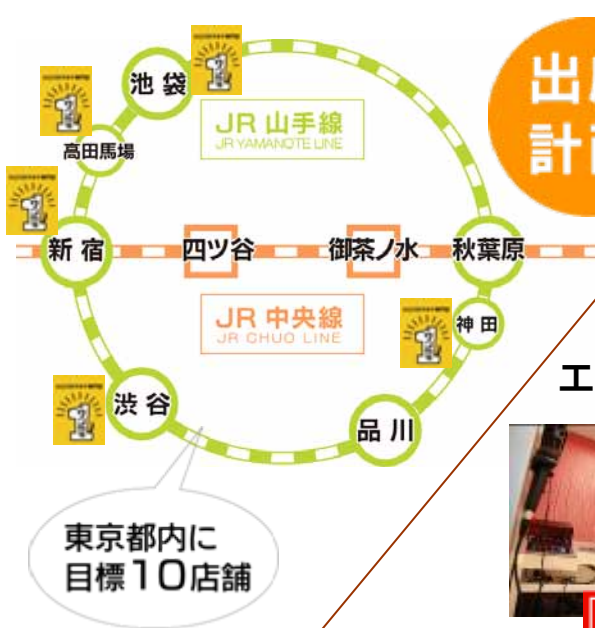 池袋
JR 山手線
JR YAMANOTE LINE
高田馬場
新宿
四ツ谷
御茶ノ水
秋葉原
JR 中央線
JR CHUO LINE
神田
渋谷
品川
東京都内に
目標10店舗
出
計
エ